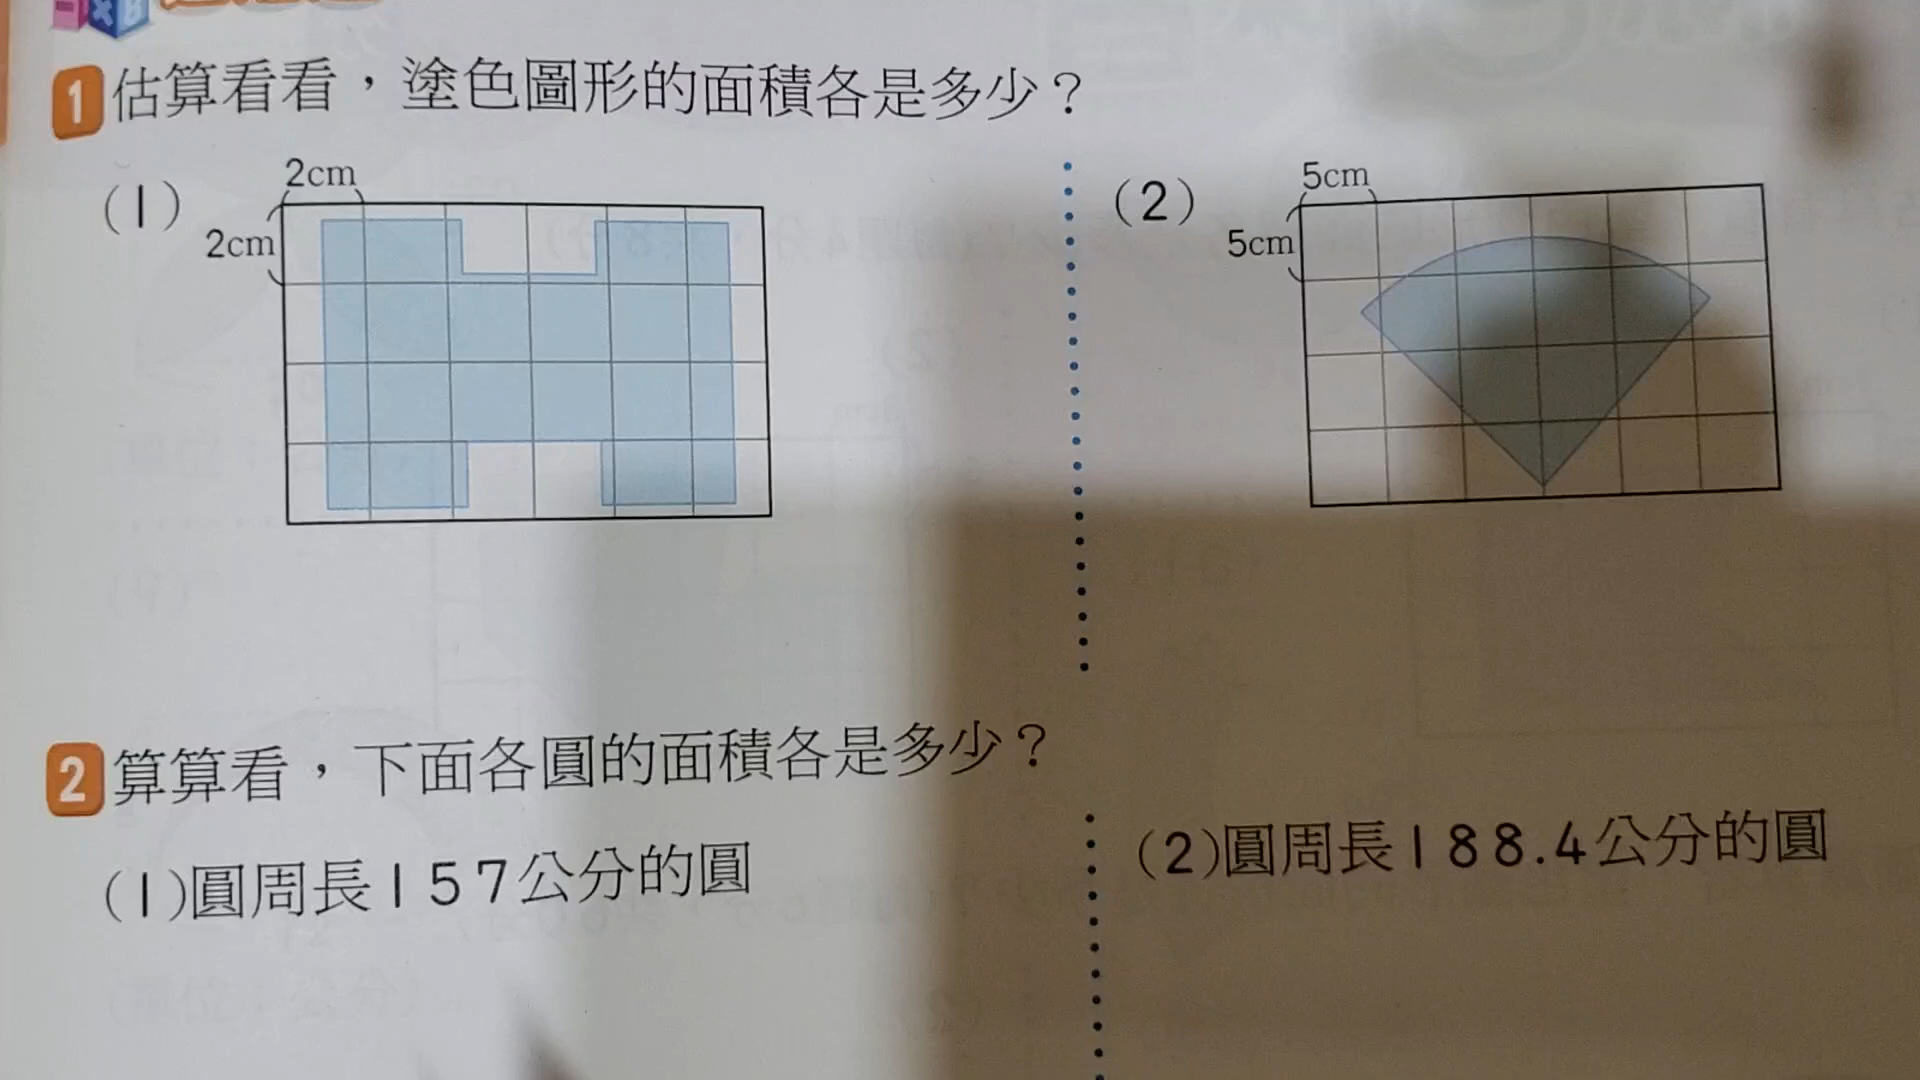 1 估算看看，塗色圖形的面積各是多少？
(1)
2cm
2cm
(2)
5cm
5cm
2 算算看，下面各圓的面積各是多少？
(1)圓周長157公分的圓
(2)圓周長188.4公分的圓